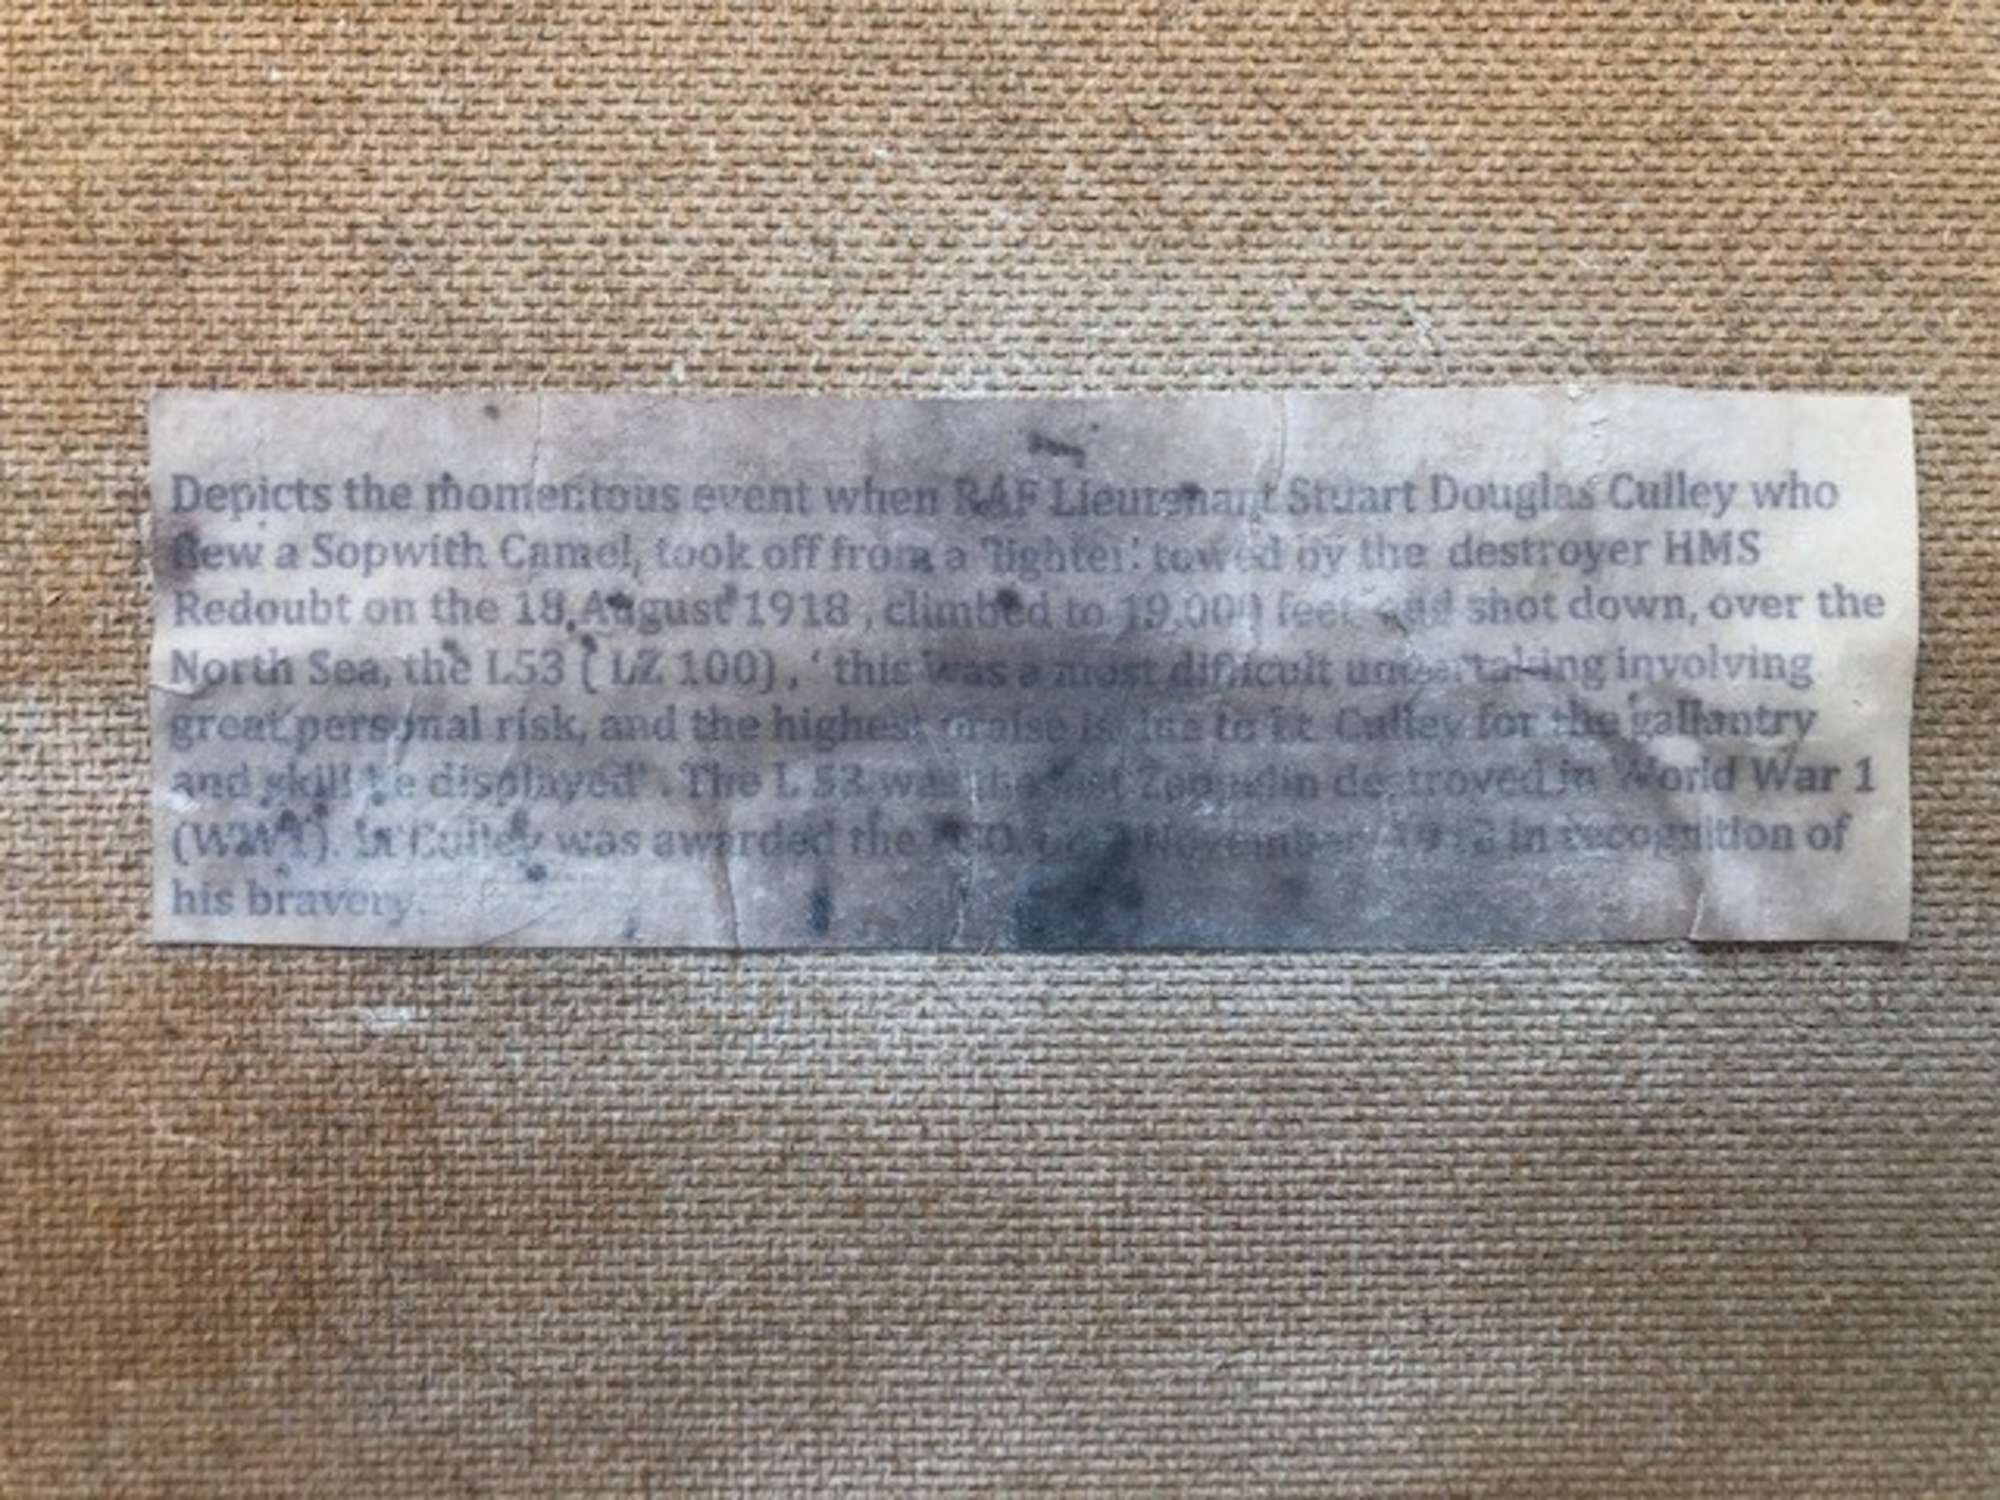 Depicts the momentous event when RAF Lieutenant Stuart Douglas Culley who
flew a Sopwith Camel, took off from a 'lighter' towed by the destroyer HMS
Redoubt on the 18 August 1918 , climbed to 19,000 feet and shot down, over the
North Sea, the L53 ( LZ 100) , ' this was a most difficult undertaking involving
great personal risk, and the highest praise is due to Lt Culley for the gallantry
and skill he displayed' . The L 53 was the last Zeppelin destroyed in World War 1
(WW1). Lt Culley was awarded the November in recognition of
his bravery.